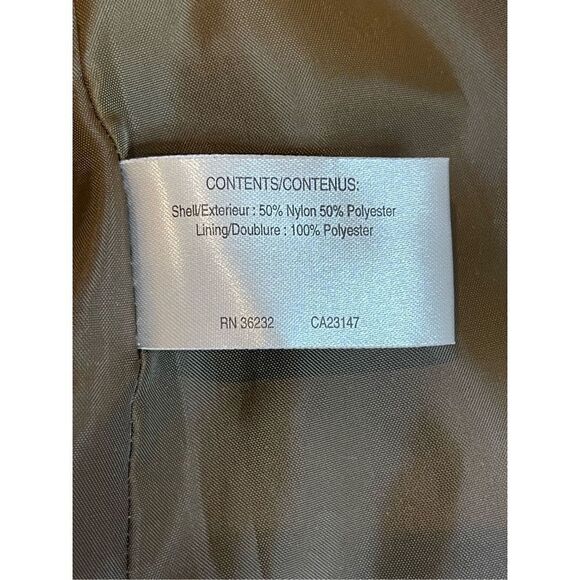 CONTENTS/CONTENUS:
Shell/Exterieur : 50% Nylon 50% Polyester
Lining/Doublure : 100% Polyester
RN 36232 CA23147